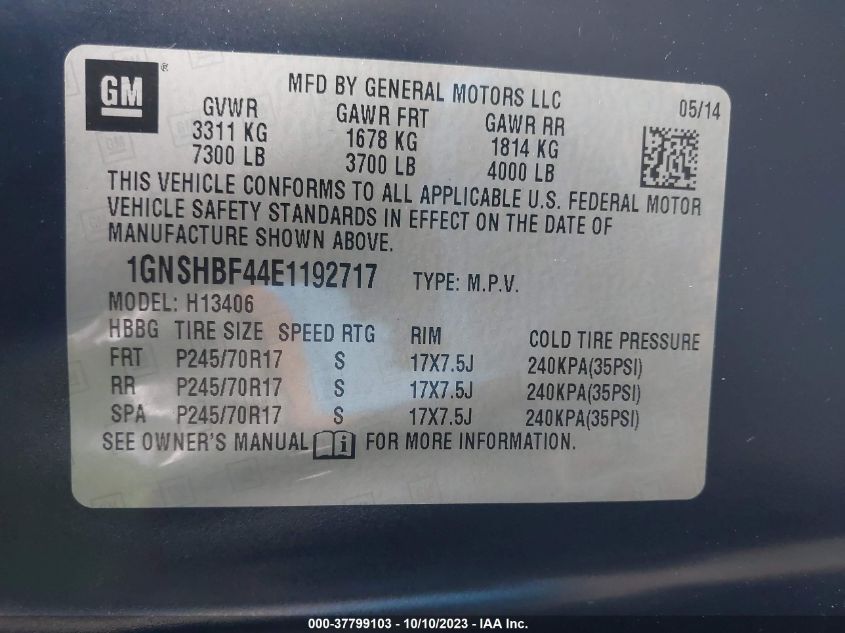 GM ®
MFD BY GENERAL MOTORS LLC
05/14
GVWR GAWR FRT GAWR RR
3311 KG 1678 KG 1814 KG
7300 LB 3700 LB 4000 LB
THIS VEHICLE CONFORMS TO ALL APPLICABLE U.S. FEDERAL MOTOR
VEHICLE SAFETY STANDARDS IN EFFECT ON THE DATE OF
MANUFACTURE SHOWN ABOVE.
1GNSHBF44E1192717 TYPE: M.P.V.
MODEL: H13406
HBBG TIRE SIZE SPEED RTG RIM COLD TIRE PRESSURE
FRT P245/70R17 S 17X7.5J 240KPA(35PSI)
RR P245/70R17 S 17X7.5J 240KPA(35PSI)
SPA P245/70R17 S 17X7.5J 240KPA(35PSI)
SEE OWNER'S MANUAL i FOR MORE INFORMATION.
000-37799103 - 10/10/2023 - IAA Inc.